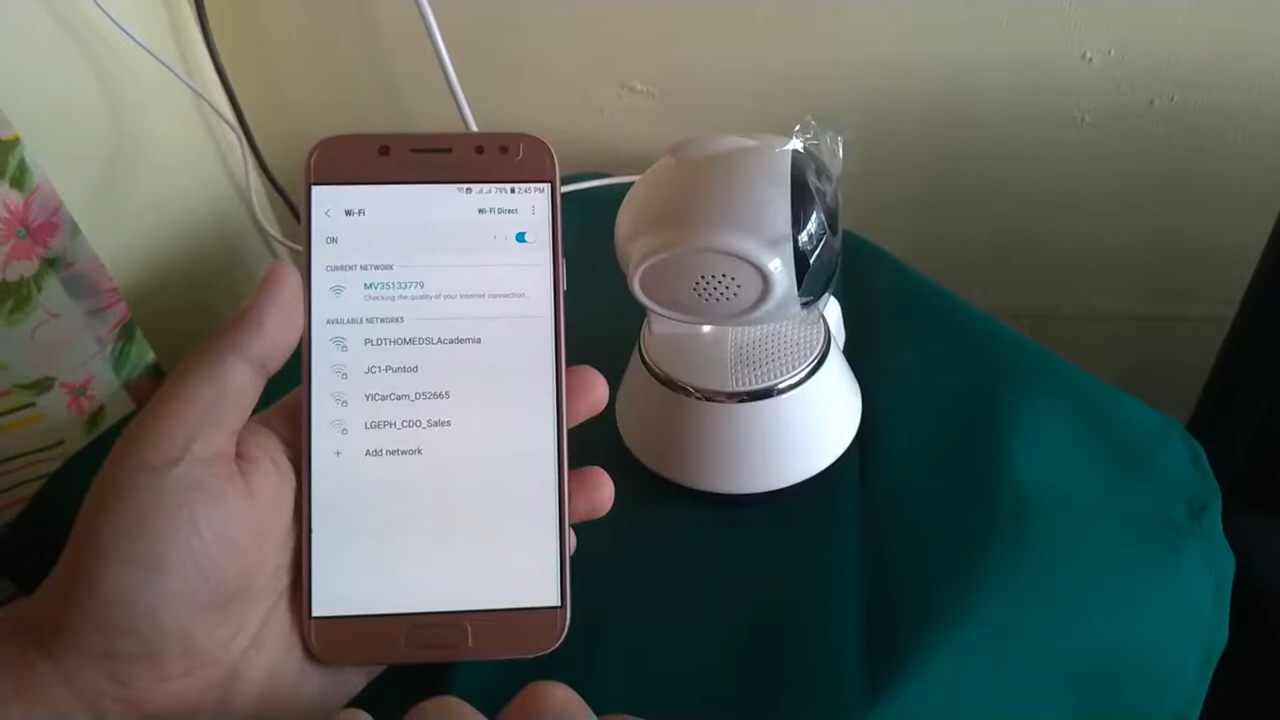 79% 2:45 PM
Wi-Fi Wi-Fi Direct
ON
CURRENT NETWORK
MV35133779
Checking the quality of your Internet connection...
AVAILABLE NETWORKS
PLDTHOMEDSLAcademia
JC1-Puntod
YICarCam_D52665
LGEPH_CDO_Sales
Add network